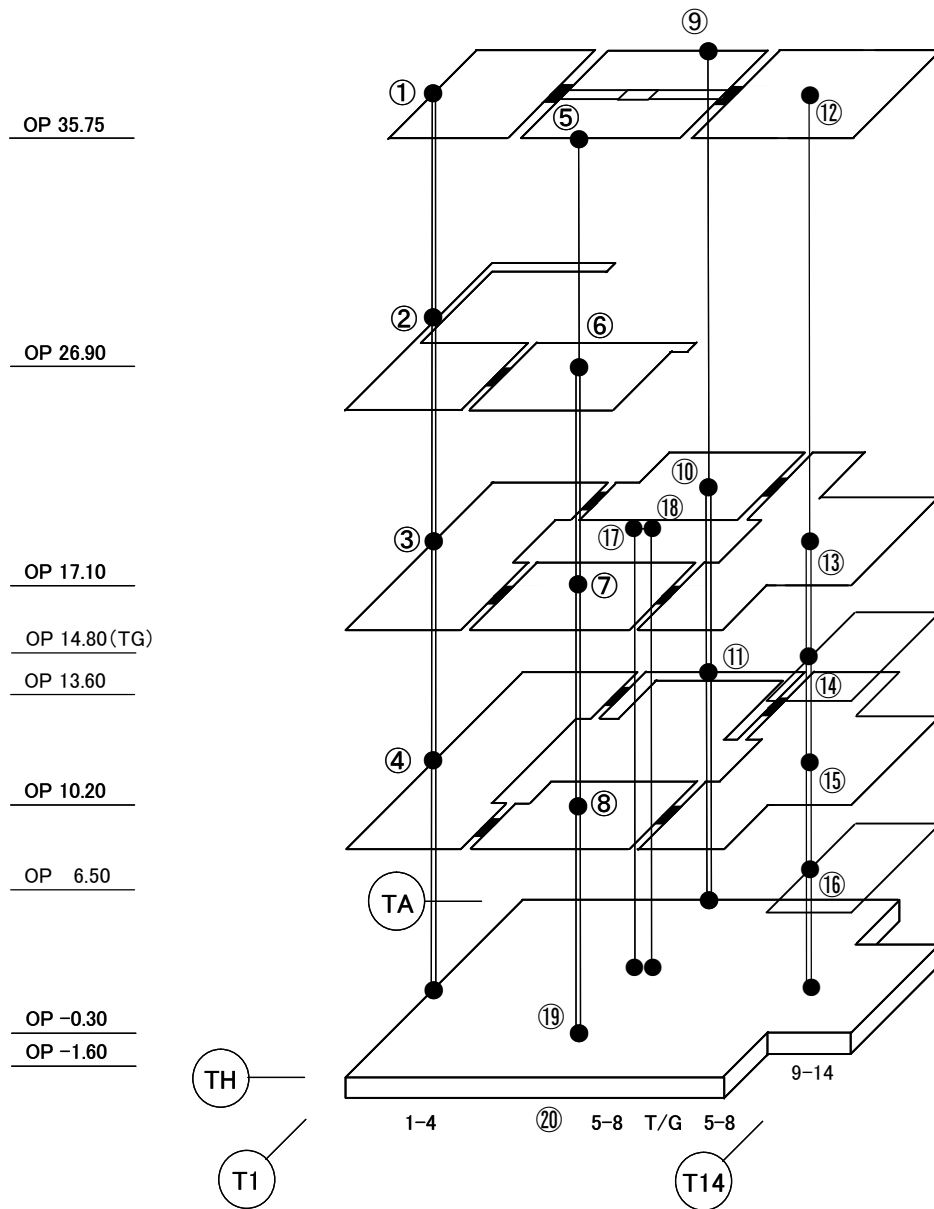 ⑨
①
⑤
⑫
OP 35.75
②
⑥
OP 26.90
⑩
⑱
③
⑰
⑬
OP 17.10
⑦
OP 14.80(TG)
⑪
OP 13.60
⑭
④
⑮
OP 10.20
⑧
OP 6.50
⑯
TA
⑲
OP -0.30
OP -1.60
TH
9-14
1-4 ⑳ 5-8 T/G 5-8
T1
T14